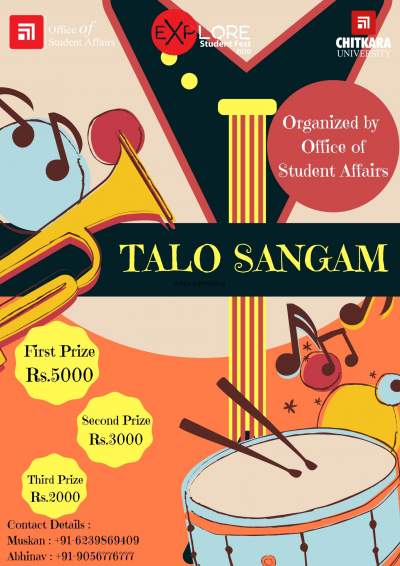 Office of
Student Affairs
EXPLORE
Student Fest
CHITKARA
UNIVERSITY
Organized by
Office of
Student Affairs
TALO SANGAM
First Prize
Rs.5000
Second Prize
Rs.3000
Third Prize
Rs.2000
Contact Details :
Muskan : +91-6239869409
Abhinav : +91-9056776777